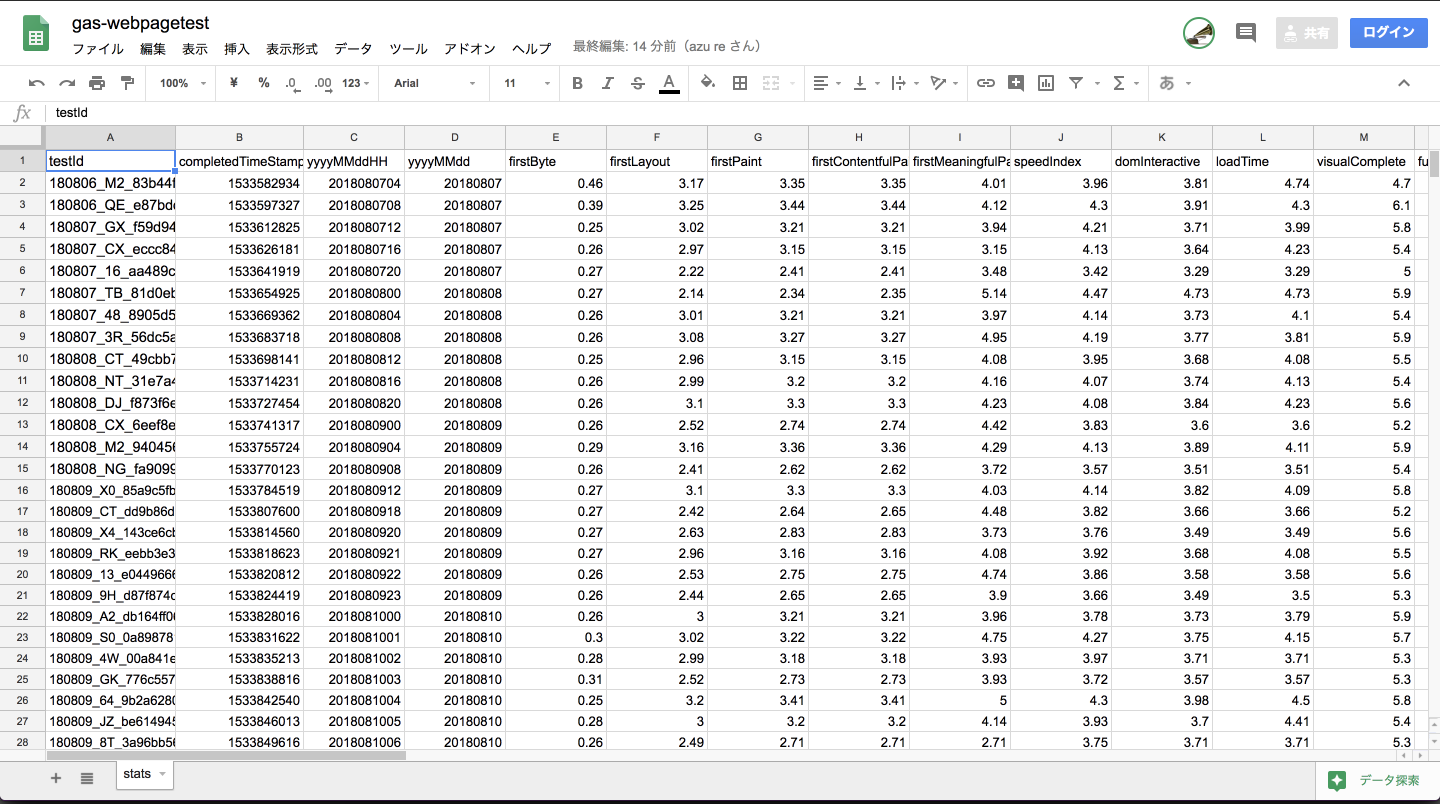 gas-webpagetest
ファイル 編集 表示 挿入 表示形式 データ ツール アドオン ヘルプ 最終編集: 14 分前（azu re さん）
共有 ログイン
100% ¥ % .0 .00 123 Arial 11 B I S A Σ あ
fx testId
A B C D E F G H I J K L M
1 testId completedTimeStamp yyyyMMddHH yyyyMMdd firstByte firstLayout firstPaint firstContentfulPa firstMeaningfulPa speedIndex domInteractive loadTime visualComplete fu
2 180806_M2_83b44f 1533582934 2018080704 20180807 0.46 3.17 3.35 3.35 4.01 3.96 3.81 4.74 4.7
3 180806_QE_e87bd 1533597327 2018080708 20180807 0.39 3.25 3.44 3.44 4.12 4.3 3.91 4.3 6.1
4 180807_GX_f59d94 1533612825 2018080712 20180807 0.25 3.02 3.21 3.21 3.94 4.21 3.71 3.99 5.8
5 180807_CX_eccc84 1533626181 2018080716 20180807 0.26 2.97 3.15 3.15 3.15 4.13 3.64 4.23 5.4
6 180807_16_aa489c 1533641919 2018080720 20180807 0.27 2.22 2.41 2.41 3.48 3.42 3.29 3.29 5
7 180807_TB_81d0eb 1533654925 2018080800 20180808 0.27 2.14 2.34 2.35 5.14 4.47 4.73 4.73 5.9
8 180807_48_8905d5 1533669362 2018080804 20180808 0.26 3.01 3.21 3.21 3.97 4.14 3.73 4.1 5.4
9 180807_3R_56dc5a 1533683718 2018080808 20180808 0.26 3.08 3.27 3.27 4.95 4.19 3.77 3.81 5.9
10 180808_CT_49cbb7 1533698141 2018080812 20180808 0.25 2.96 3.15 3.15 4.08 3.95 3.68 4.08 5.5
11 180808_NT_31e7a4 1533714231 2018080816 20180808 0.26 2.99 3.2 3.2 4.16 4.07 3.74 4.13 5.4
12 180808_DJ_f873f6e 1533727454 2018080820 20180808 0.26 3.1 3.3 3.3 4.23 4.08 3.84 4.23 5.6
13 180808_CX_6eef8e 1533741317 2018080900 20180809 0.26 2.52 2.74 2.74 4.42 3.83 3.6 3.6 5.2
14 180808_M2_940456 1533755724 2018080904 20180809 0.29 3.16 3.36 3.36 4.29 4.13 3.89 4.11 5.9
15 180808_NG_fa9099 1533770123 2018080908 20180809 0.26 2.41 2.62 2.62 3.72 3.57 3.51 3.51 5.4
16 180809_X0_85a9c5fb 1533784519 2018080912 20180809 0.27 3.1 3.3 3.3 4.03 4.14 3.82 4.09 5.8
17 180809_CT_dd9b86d 1533807600 2018080918 20180809 0.27 2.42 2.64 2.65 4.48 3.82 3.66 3.66 5.2
18 180809_X4_143ce6cb 1533814560 2018080920 20180809 0.27 2.63 2.83 2.83 3.73 3.76 3.49 3.49 5.6
19 180809_RK_eebb3e3 1533818623 2018080921 20180809 0.27 2.96 3.16 3.16 4.08 3.92 3.68 4.08 5.5
20 180809_13_e0449666 1533820812 2018080922 20180809 0.26 2.53 2.75 2.75 4.74 3.86 3.58 3.58 5.6
21 180809_9H_d87f874c 1533824419 2018080923 20180809 0.26 2.44 2.65 2.65 3.9 3.66 3.49 3.5 5.3
22 180809_A2_db164ff0 1533828016 2018081000 20180810 0.26 3 3.21 3.21 3.96 3.78 3.73 3.79 5.9
23 180809_S0_0a89878 1533831622 2018081001 20180810 0.3 3.02 3.22 3.22 4.75 4.27 3.75 4.15 5.7
24 180809_4W_00a841e 1533835213 2018081002 20180810 0.28 2.99 3.18 3.18 3.93 3.97 3.71 3.71 5.3
25 180809_GK_776c557 1533838816 2018081003 20180810 0.31 2.52 2.73 2.73 3.93 3.72 3.57 3.57 5.3
26 180809_64_9b2a6280 1533842540 2018081004 20180810 0.25 3.2 3.41 3.41 5 4.3 3.98 4.5 5.8
27 180809_JZ_be614945 1533846013 2018081005 20180810 0.28 3 3.2 3.2 4.14 3.93 3.7 4.41 5.4
28 180809_8T_3a96bb56 1533849616 2018081006 20180810 0.26 2.49 2.71 2.71 2.71 3.75 3.71 3.71 5.3
stats データ探索